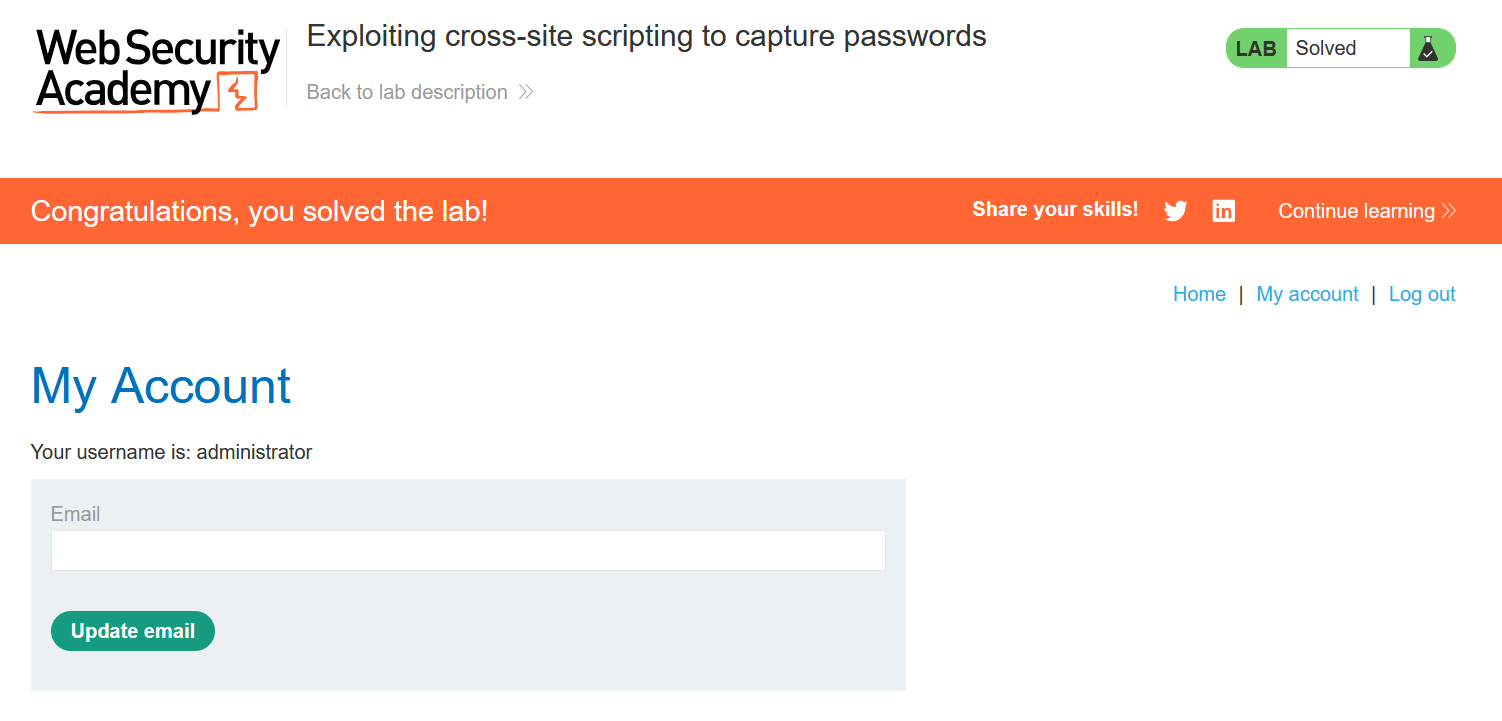 Web Security
Academy
Exploiting cross-site scripting to capture passwords
Back to lab description
LAB Solved
Congratulations, you solved the lab!
Share your skills!
Continue learning
Home | My account | Log out
My Account
Your username is: administrator
Email
Update email